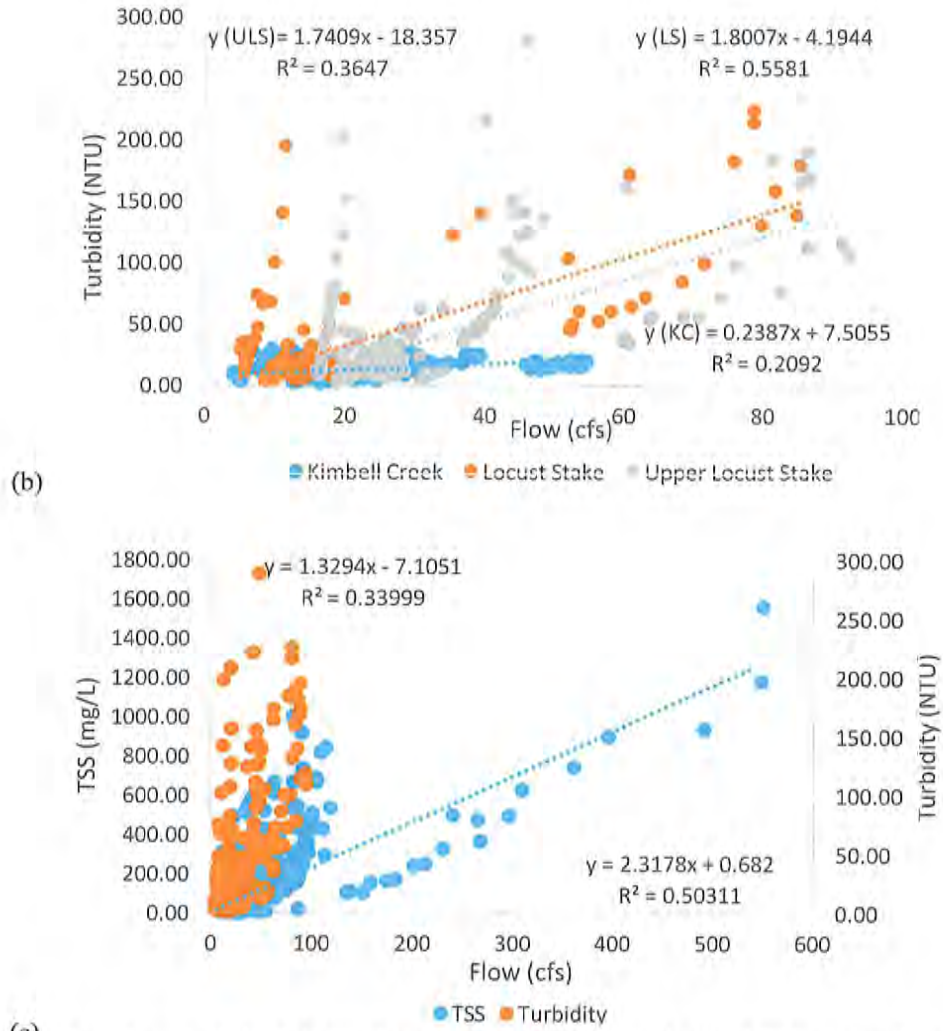 300.00
y (ULS)= 1.7409x - 18.357
y (LS) = 1.8007x - 4.1944
R² = 0.3647
R² = 0.5581
250.00
200.00
150.00
100.00
50.00
0.00
Turbidity (NTU)
y (KC) = 0.2387x + 7.5055
R² = 0.2092
0 20 40 60 80 100
Flow (cfs)
Kimbell Creek Locust Stake Upper Locust Stake
(b)
1800.00
1600.00
1400.00
1200.00
1000.00
800.00
600.00
400.00
200.00
0.00
TSS (mg/L)
y = 1.3294x - 7.1051
R² = 0.33999
300.00
250.00
200.00
150.00
100.00
50.00
0.00
Turbidity (NTU)
y = 2.3178x + 0.682
R² = 0.50311
0 100 200 300 400 500 600
Flow (cfs)
TSS Turbidity